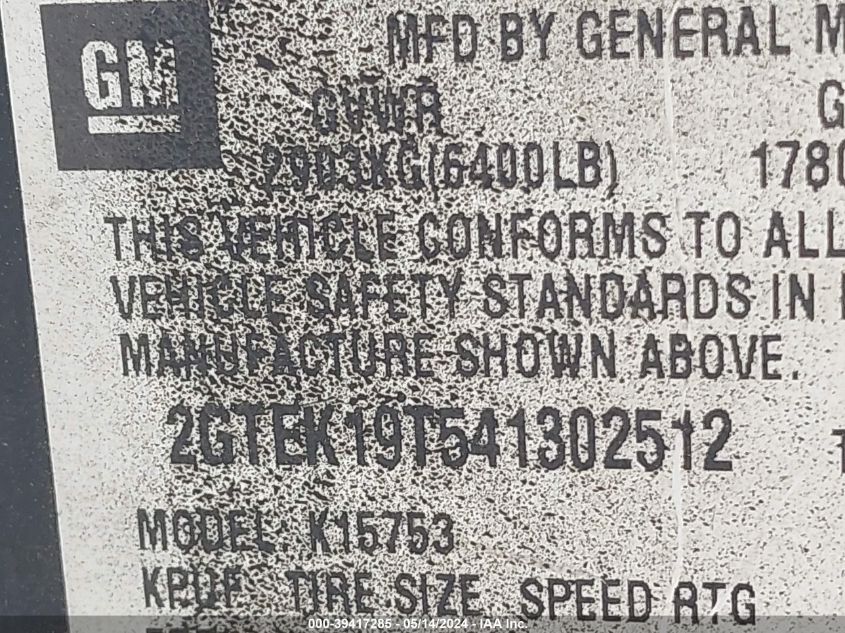 GM
MFD BY GENERAL M
GVWR G
2903KG(6400LB) 1780
THIS VEHICLE CONFORMS TO ALL
VEHICLE SAFETY STANDARDS IN
MANUFACTURE SHOWN ABOVE.
2GTEK19T541302512 T
MODEL: K15753
TIRE SIZE SPEED RTG
000-39417285 - 05/14/2024 - IAA Inc.